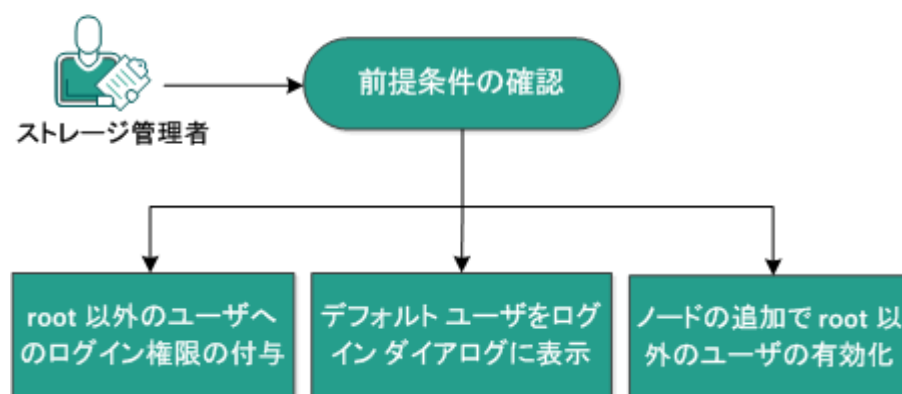 前提条件の確認
ストレージ管理者
root 以外のユーザへ
のログイン権限の付与
デフォルト ユーザをログ
イン ダイアログに表示
ノードの追加で root 以
外のユーザの有効化